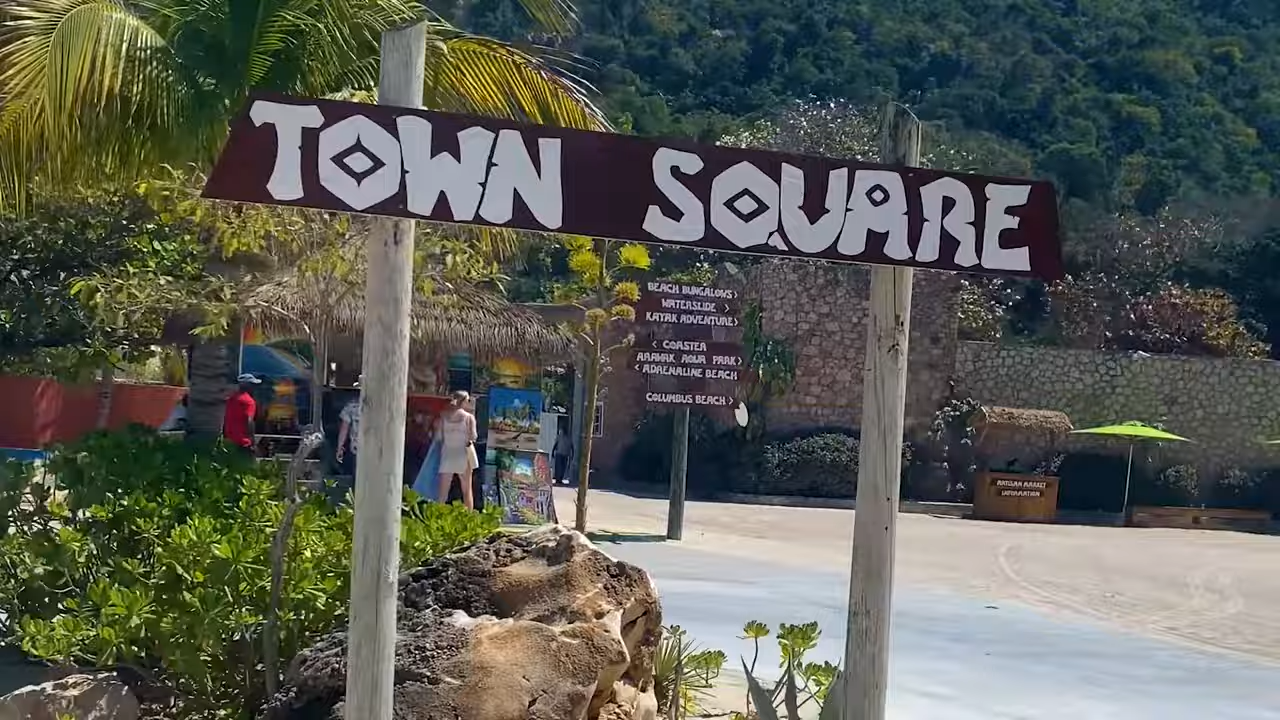 TOWN SQUARE
BEACH BUNGALOWS >
WATERSLIDE >
KAYAK ADVENTURE >
< COASTER
ARAWAK AQUA PARK >
< ADRENALINE BEACH
COLUMBUS BEACH >
ARTISAN MARKET
INFORMATION